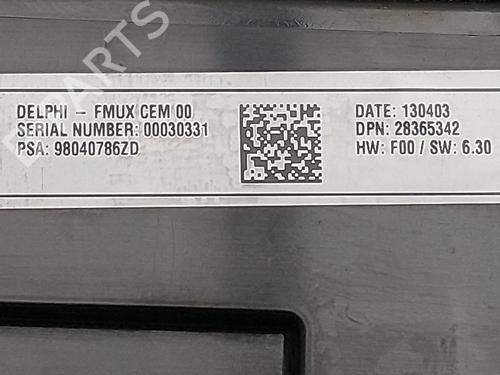 DELPHI – FMUX CEM 00
SERIAL NUMBER: 00030331
PSA: 98040786ZD
DATE: 130403
DPN: 28365342
HW: F00 / SW: 6.30